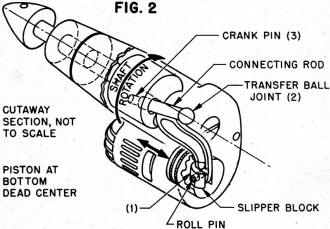 FIG. 2
CRANK PIN (3)
CONNECTING ROD
TRANSFER BALL
JOINT (2)
SHAFT
ROTATION
CUTAWAY
SECTION, NOT
TO SCALE
PISTON AT
BOTTOM
DEAD CENTER
(1)
SLIPPER BLOCK
ROLL PIN